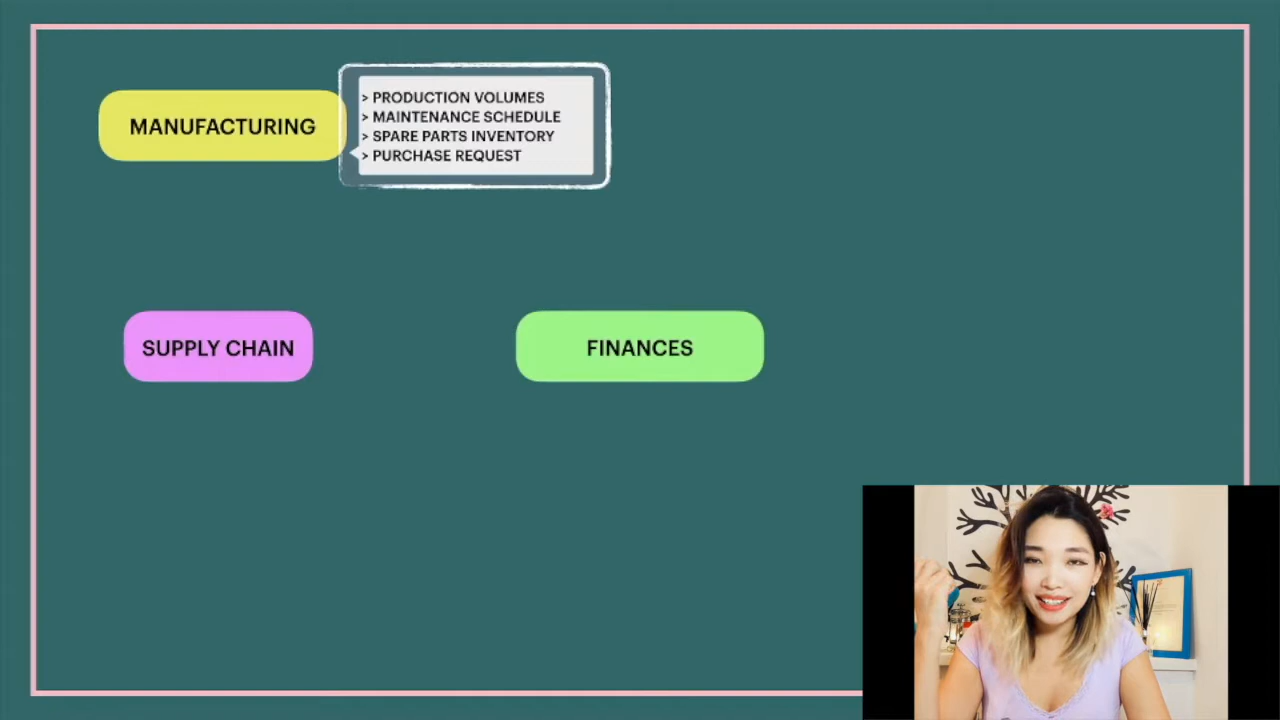 MANUFACTURING
> PRODUCTION VOLUMES
> MAINTENANCE SCHEDULE
> SPARE PARTS INVENTORY
> PURCHASE REQUEST
SUPPLY CHAIN
FINANCES